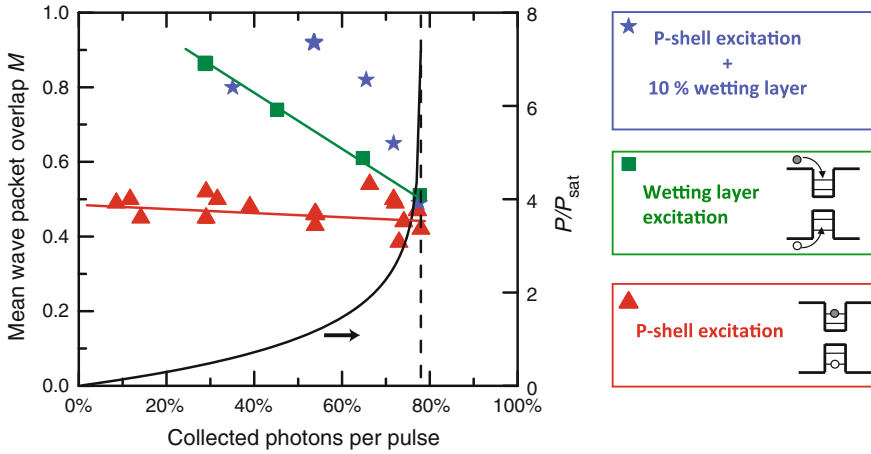 1.0
0.8
0.6
0.4
0.2
0.0
Mean wave packet overlap M
0%
20%
40%
60%
80%
100%
Collected photons per pulse
8
6
4
2
0
P/Psat
P-shell excitation
+
10 % wetting layer
Wetting layer
excitation
P-shell excitation